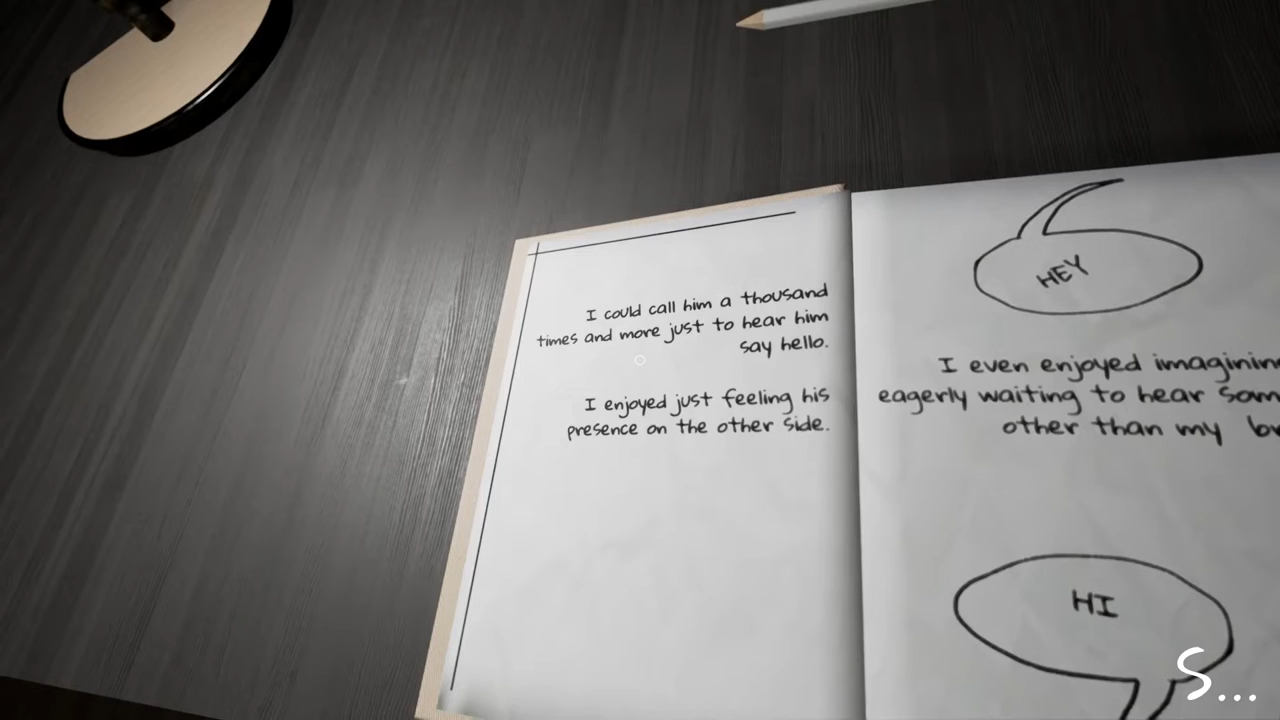 I could call him a thousand
times and more just to hear him
say hello.
I enjoyed just feeling his
presence on the other side.
HEY
I even enjoyed
eagerly waiting to hear
other than my
HI
S...